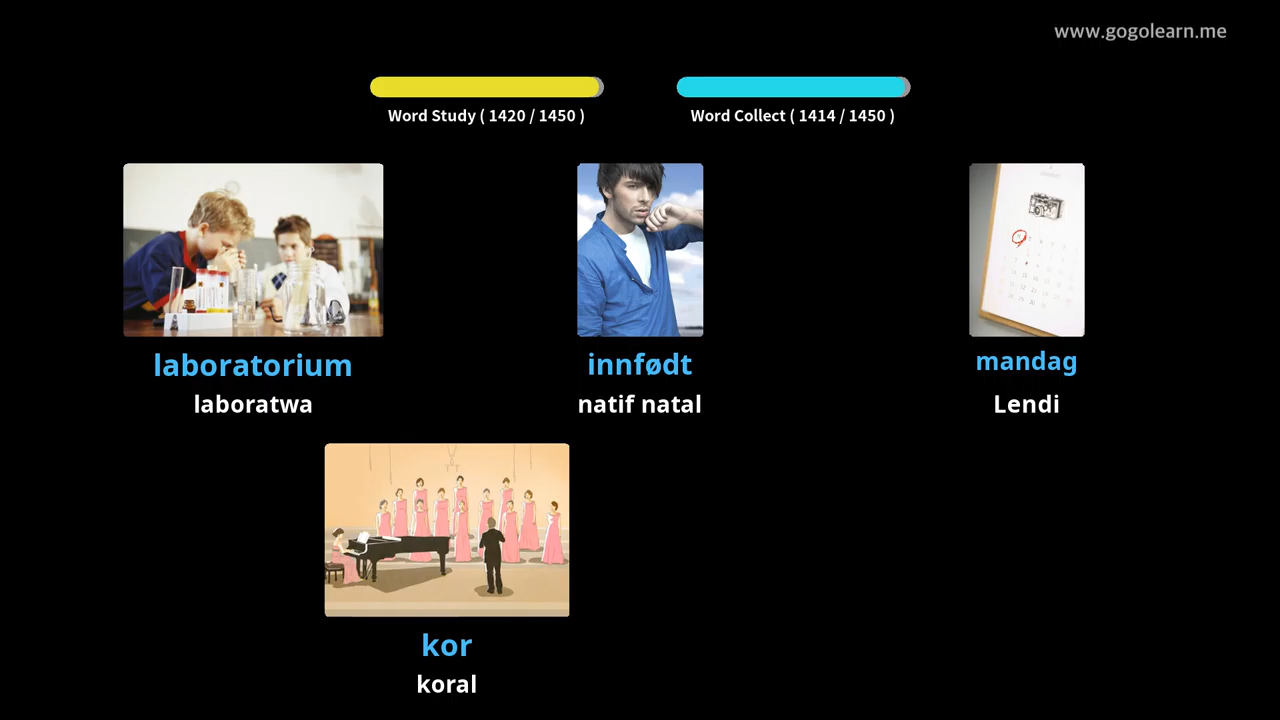 www.gogolearn.me
Word Study ( 1420 / 1450 )
Word Collect ( 1414 / 1450 )
laboratorium
laboratwa
innfødt
natif natal
mandag
Lendi
kor
koral